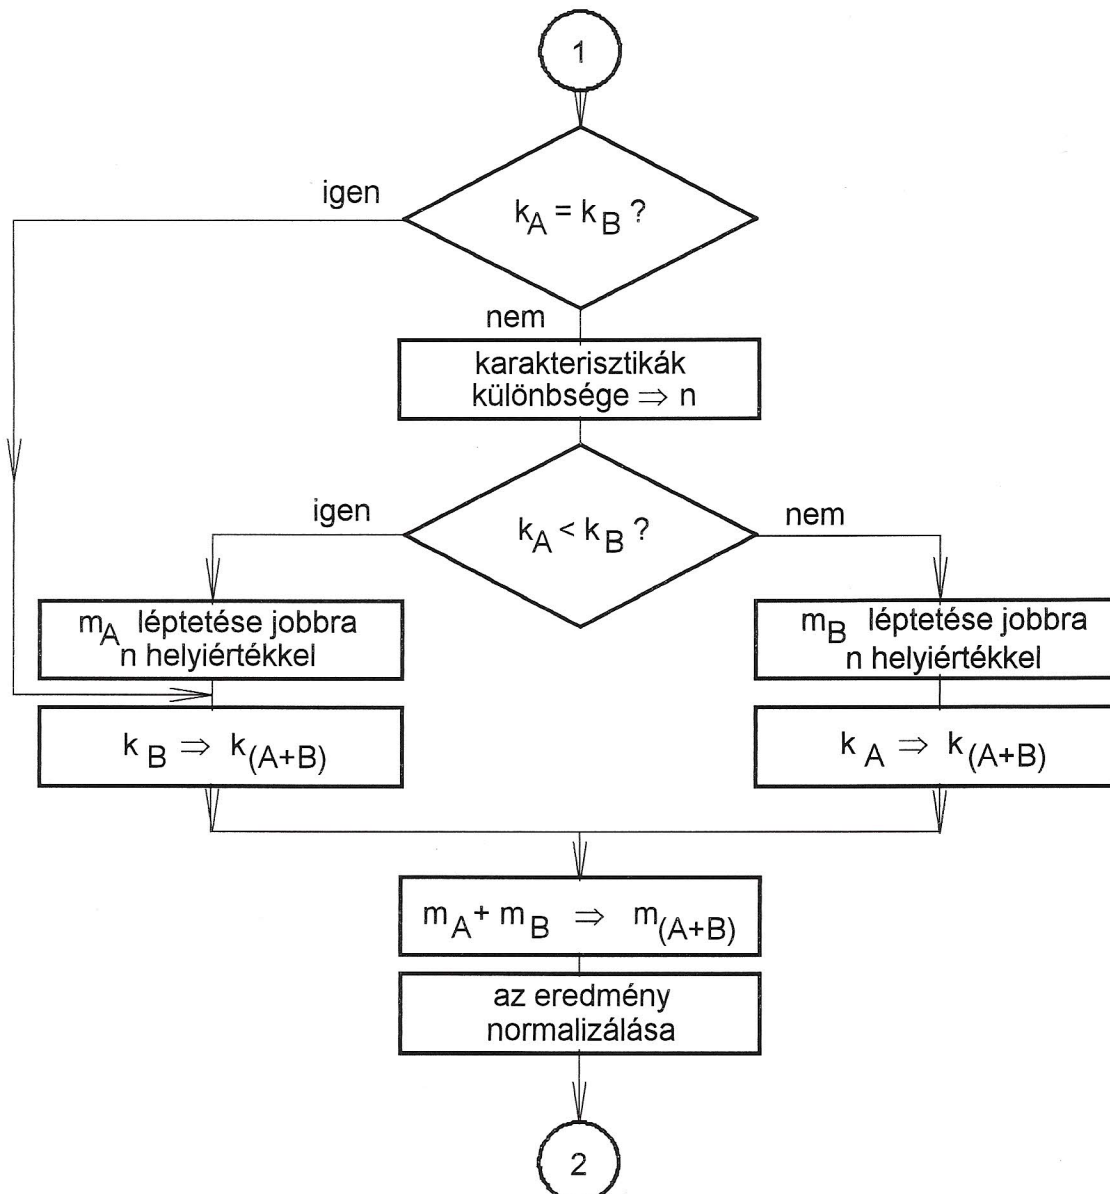 1
igen
k_A = k_B ?
nem
karakterisztikák
különbsége ⇒ n
igen
k_A < k_B ?
nem
m_A léptetése jobbra
n helyiértékkel
m_B léptetése jobbra
n helyiértékkel
k_B ⇒ k_(A+B)
k_A ⇒ k_(A+B)
m_A + m_B ⇒ m_(A+B)
az eredmény
normalizálása
2